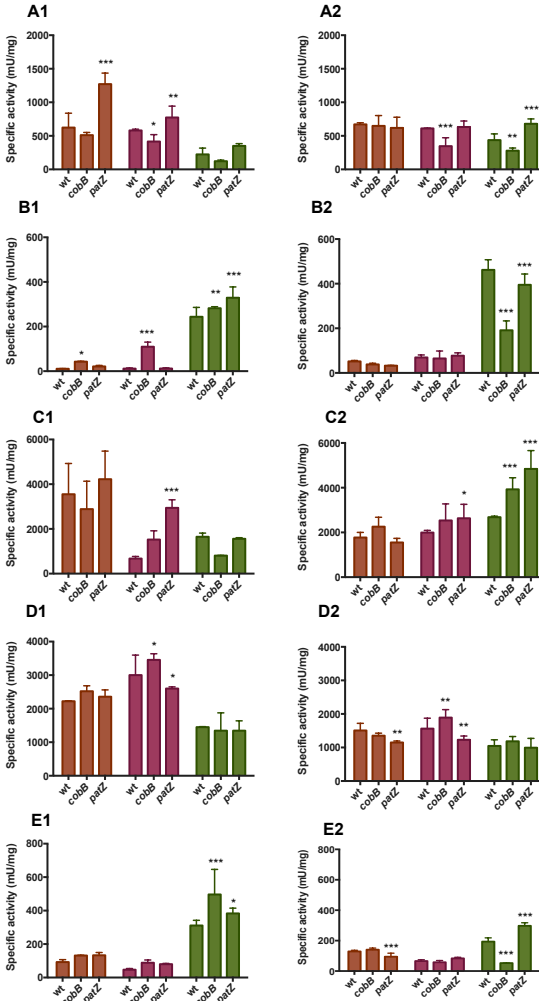 A1
Specific activity (mU/mg)
2000
1500
1000
500
0
***
*
**
wt
cobB
patZ
wt
cobB
patZ
wt
cobB
patZ
A2
Specific activity (mU/mg)
2000
1500
1000
500
0
***
**
***
wt
cobB
patZ
wt
cobB
patZ
wt
cobB
patZ
B1
Specific activity (mU/mg)
600
400
200
0
*
***
**
***
wt
cobB
patZ
wt
cobB
patZ
wt
cobB
patZ
B2
Specific activity (mU/mg)
600
400
200
0
***
***
wt
cobB
patZ
wt
cobB
patZ
wt
cobB
patZ
C1
Specific activity (mU/mg)
6000
4000
2000
0
***
wt
cobB
patZ
wt
cobB
patZ
wt
cobB
patZ
C2
Specific activity (mU/mg)
6000
4000
2000
0
*
***
***
wt
cobB
patZ
wt
cobB
patZ
wt
cobB
patZ
D1
Specific activity (mU/mg)
4000
3000
2000
1000
0
*
*
wt
cobB
patZ
wt
cobB
patZ
wt
cobB
patZ
D2
Specific activity (mU/mg)
4000
3000
2000
1000
0
**
**
**
wt
cobB
patZ
wt
cobB
patZ
wt
cobB
patZ
E1
Specific activity (mU/mg)
800
600
400
200
0
***
*
wt
cobB
patZ
wt
cobB
patZ
wt
cobB
patZ
E2
Specific activity (mU/mg)
800
600
400
200
0
***
***
***
wt
cobB
patZ
wt
cobB
patZ
wt
cobB
patZ